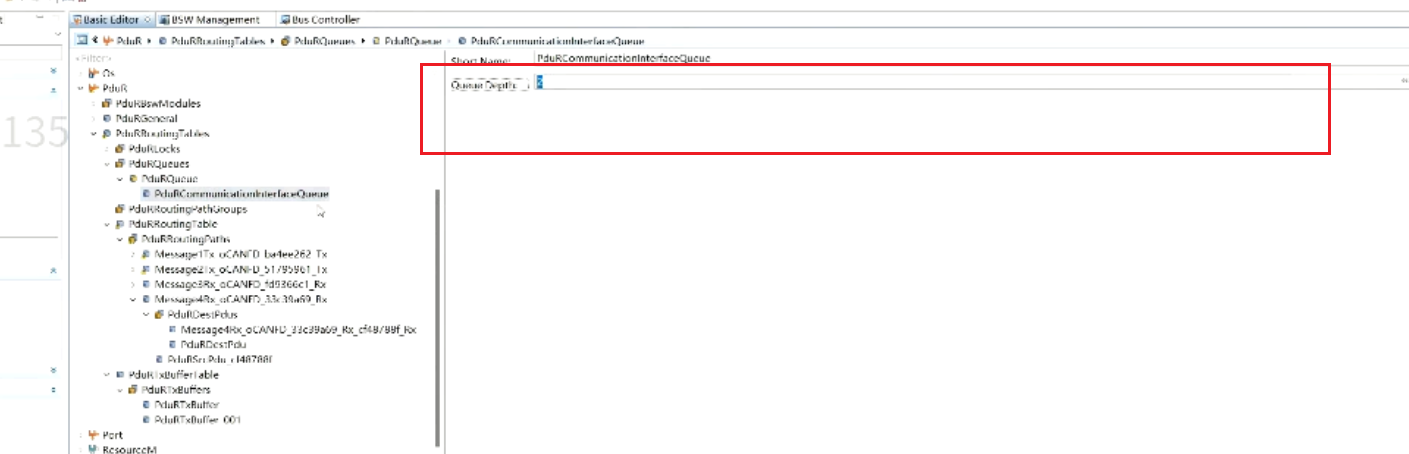 Basic Editor BSW Management Bus Controller
PduR PduRRoutingTables PduRQueues PduRQueue PduRCommunicationInterfaceQueue
<Filter>
Short Name: PduRCommunicationInterfaceQueue
Os
Queue Depth: 2
PduR
PduRBswModules
PduRGeneral
135
PduRRoutingTables
PduRLocks
PduRQueues
PduRQueue
PduRCommunicationInterfaceQueue
PduRRoutingPathGroups
PduRRoutingTable
PduRRoutingPaths
Message1Tx_oCANFD_ba4ee262_Tx
Message2Tx_oCANFD_51795961_Tx
Message3Rx_oCANFD_fd9366c1_Rx
Message4Rx_oCANFD_33c39a69_Rx
PduRDestPdus
Message4Rx_oCANFD_33c39a69_Rx_cf48788f_Rx
PduRDestPdu
PduRSrcPdu_cf48788f
PduRTxBufferTable
PduRTxBuffers
PduRTxBuffer
PduRTxBuffer_001
Port
ResourceM